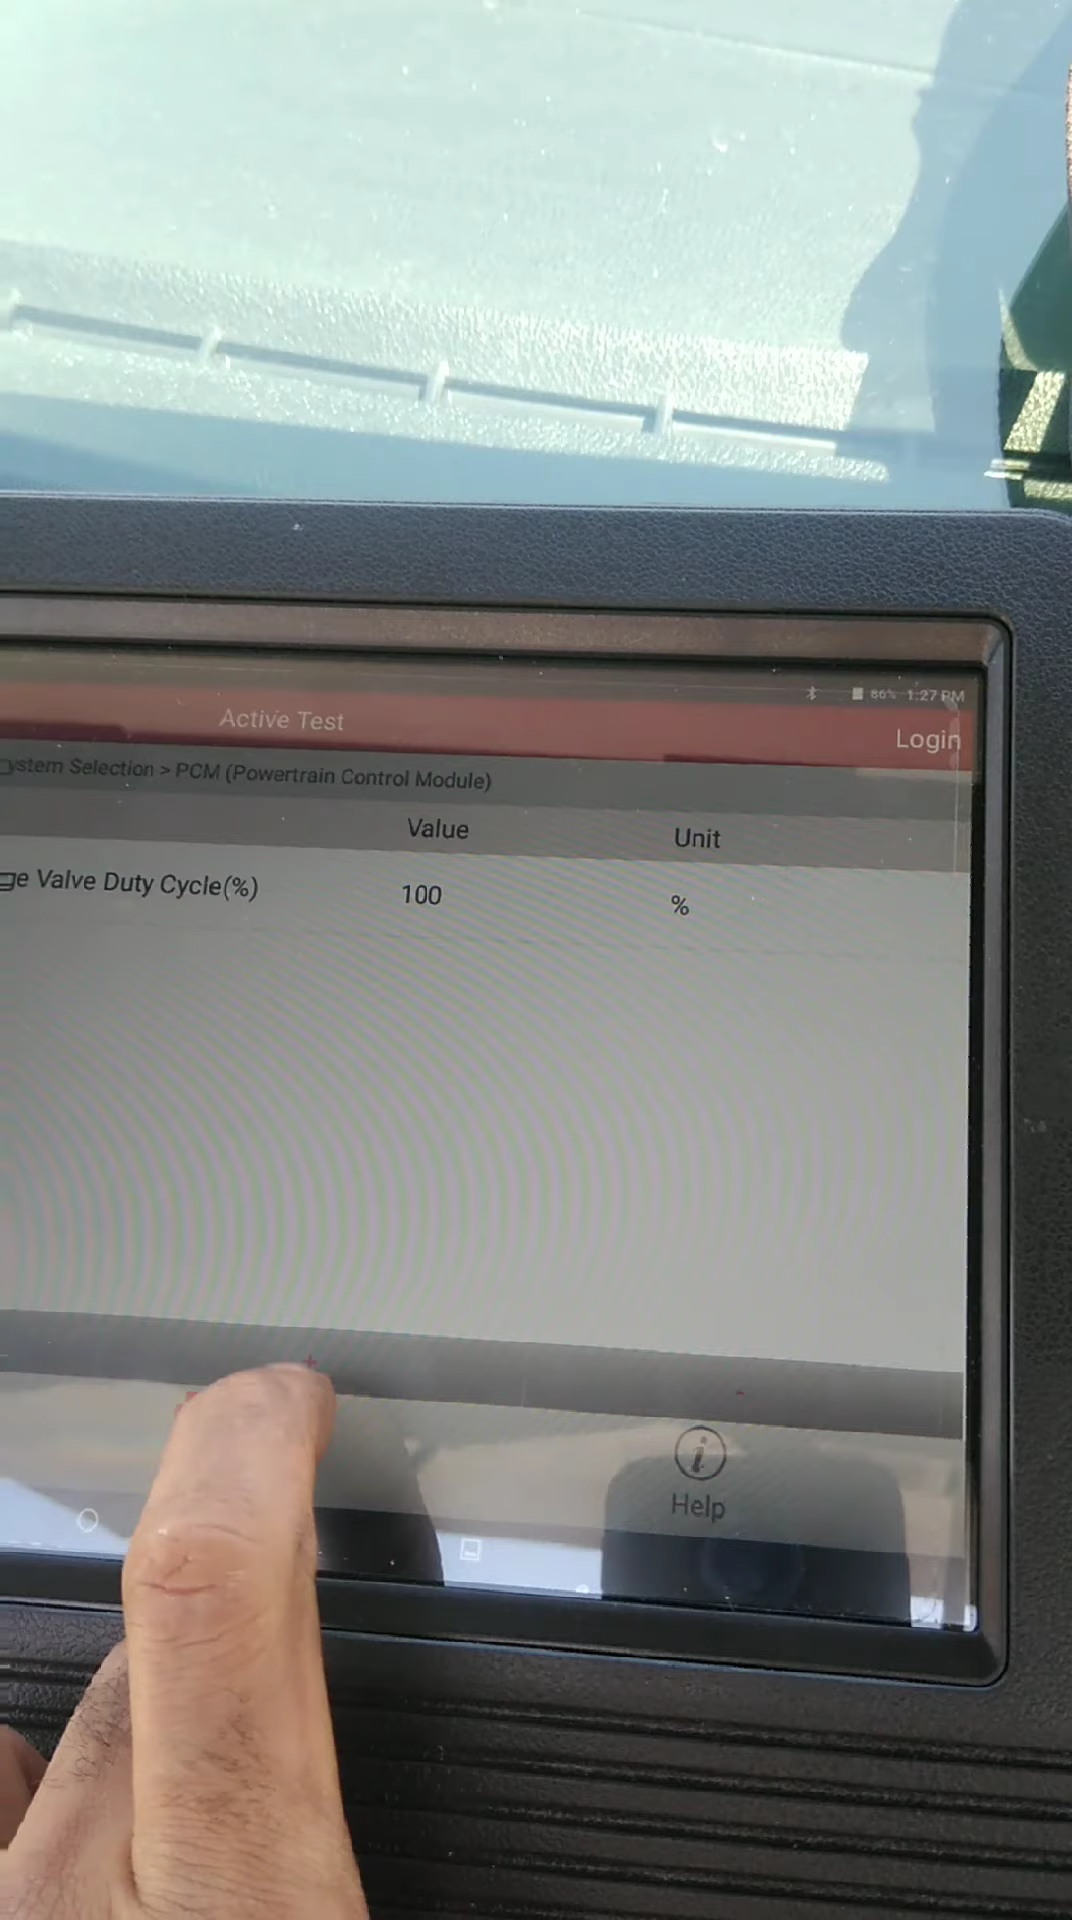 86% 1:27 PM
Active Test
Login
ystem Selection > PCM (Powertrain Control Module)
Value Unit
ge Valve Duty Cycle(%) 100 %
+ -
Help